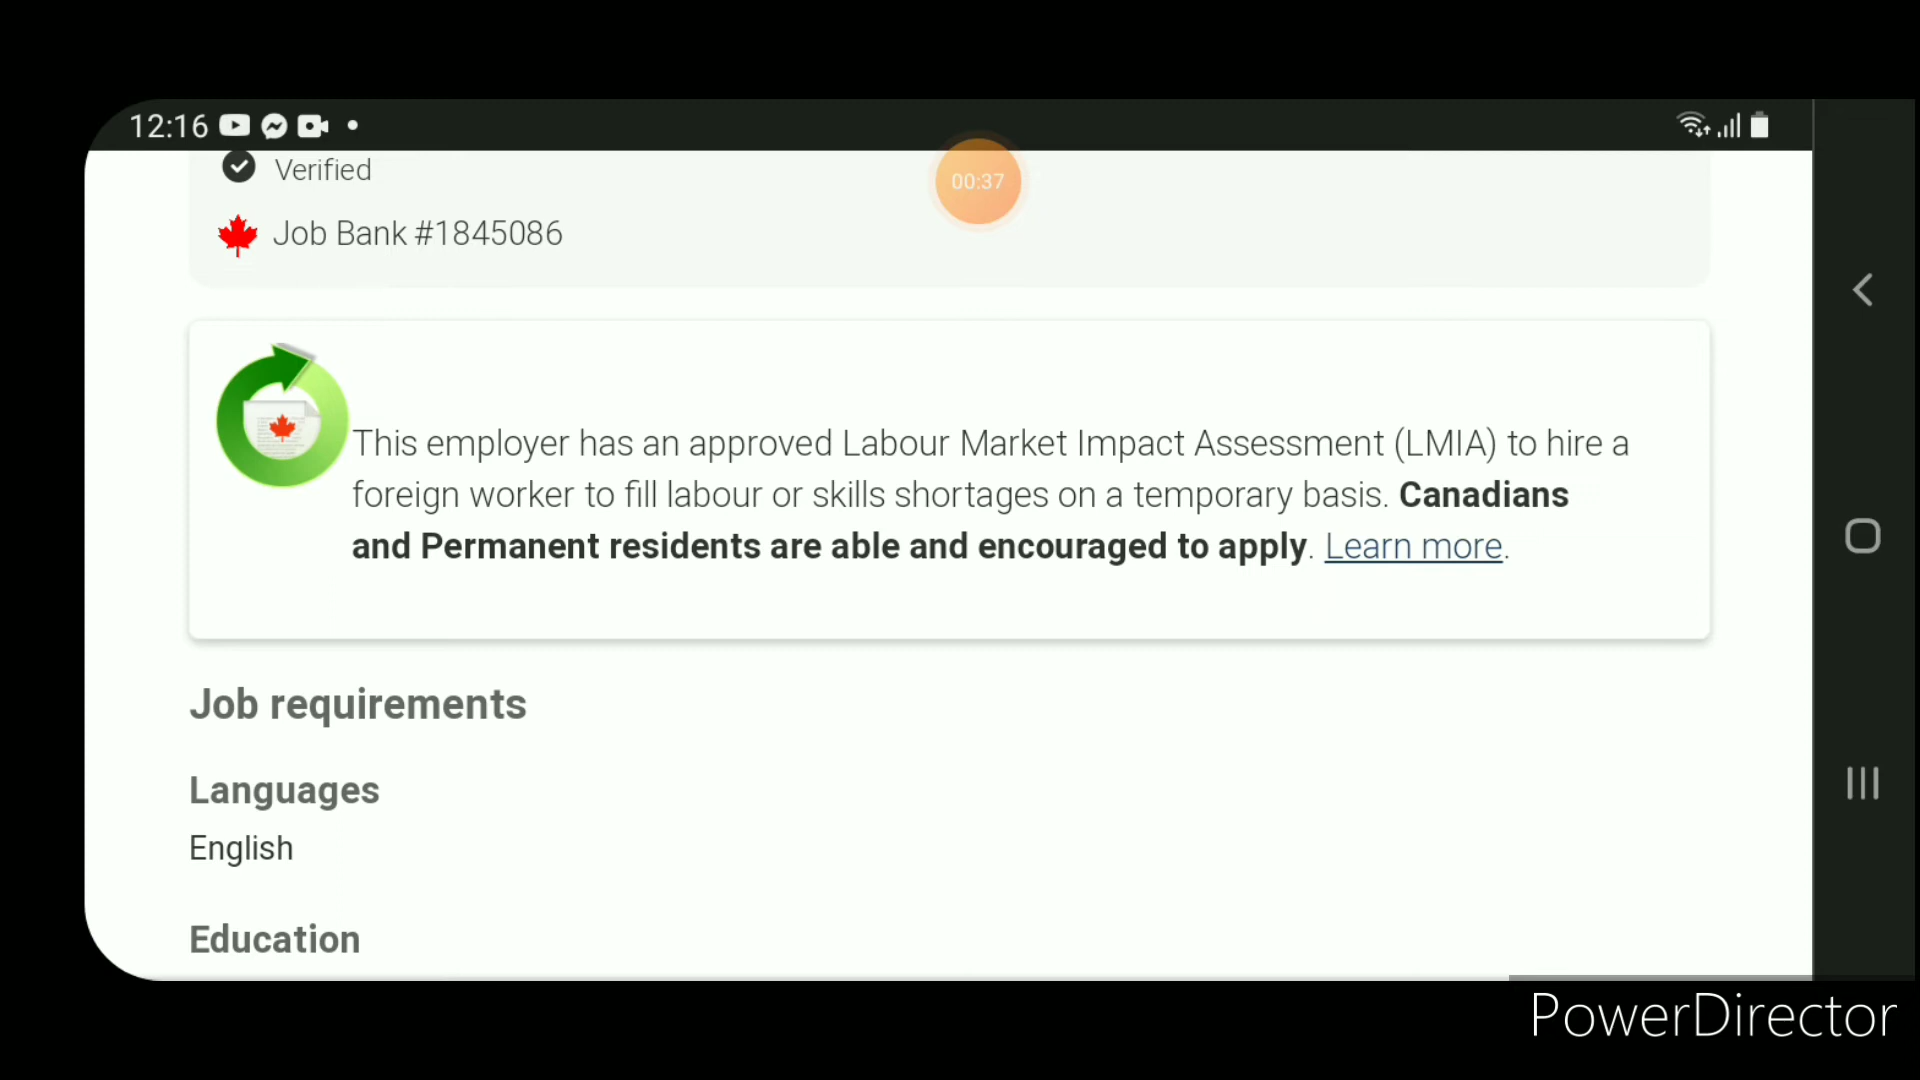 12:16
00:37
Verified
Job Bank #1845086
This employer has an approved Labour Market Impact Assessment (LMIA) to hire a
foreign worker to fill labour or skills shortages on a temporary basis. Canadians
and Permanent residents are able and encouraged to apply. Learn more.
Job requirements
Languages
English
Education
PowerDirector